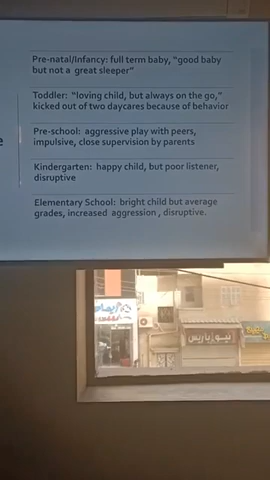 Pre-natal/Infancy: full term baby, "good baby
but not a great sleeper"
Toddler: "loving child, but always on the go,"
kicked out of two daycares because of behavior
Pre-school: aggressive play with peers,
impulsive, close supervision by parents
Kindergarten: happy child, but poor listener,
disruptive
Elementary School: bright child but average
grades, increased aggression , disruptive.
نيو باريس